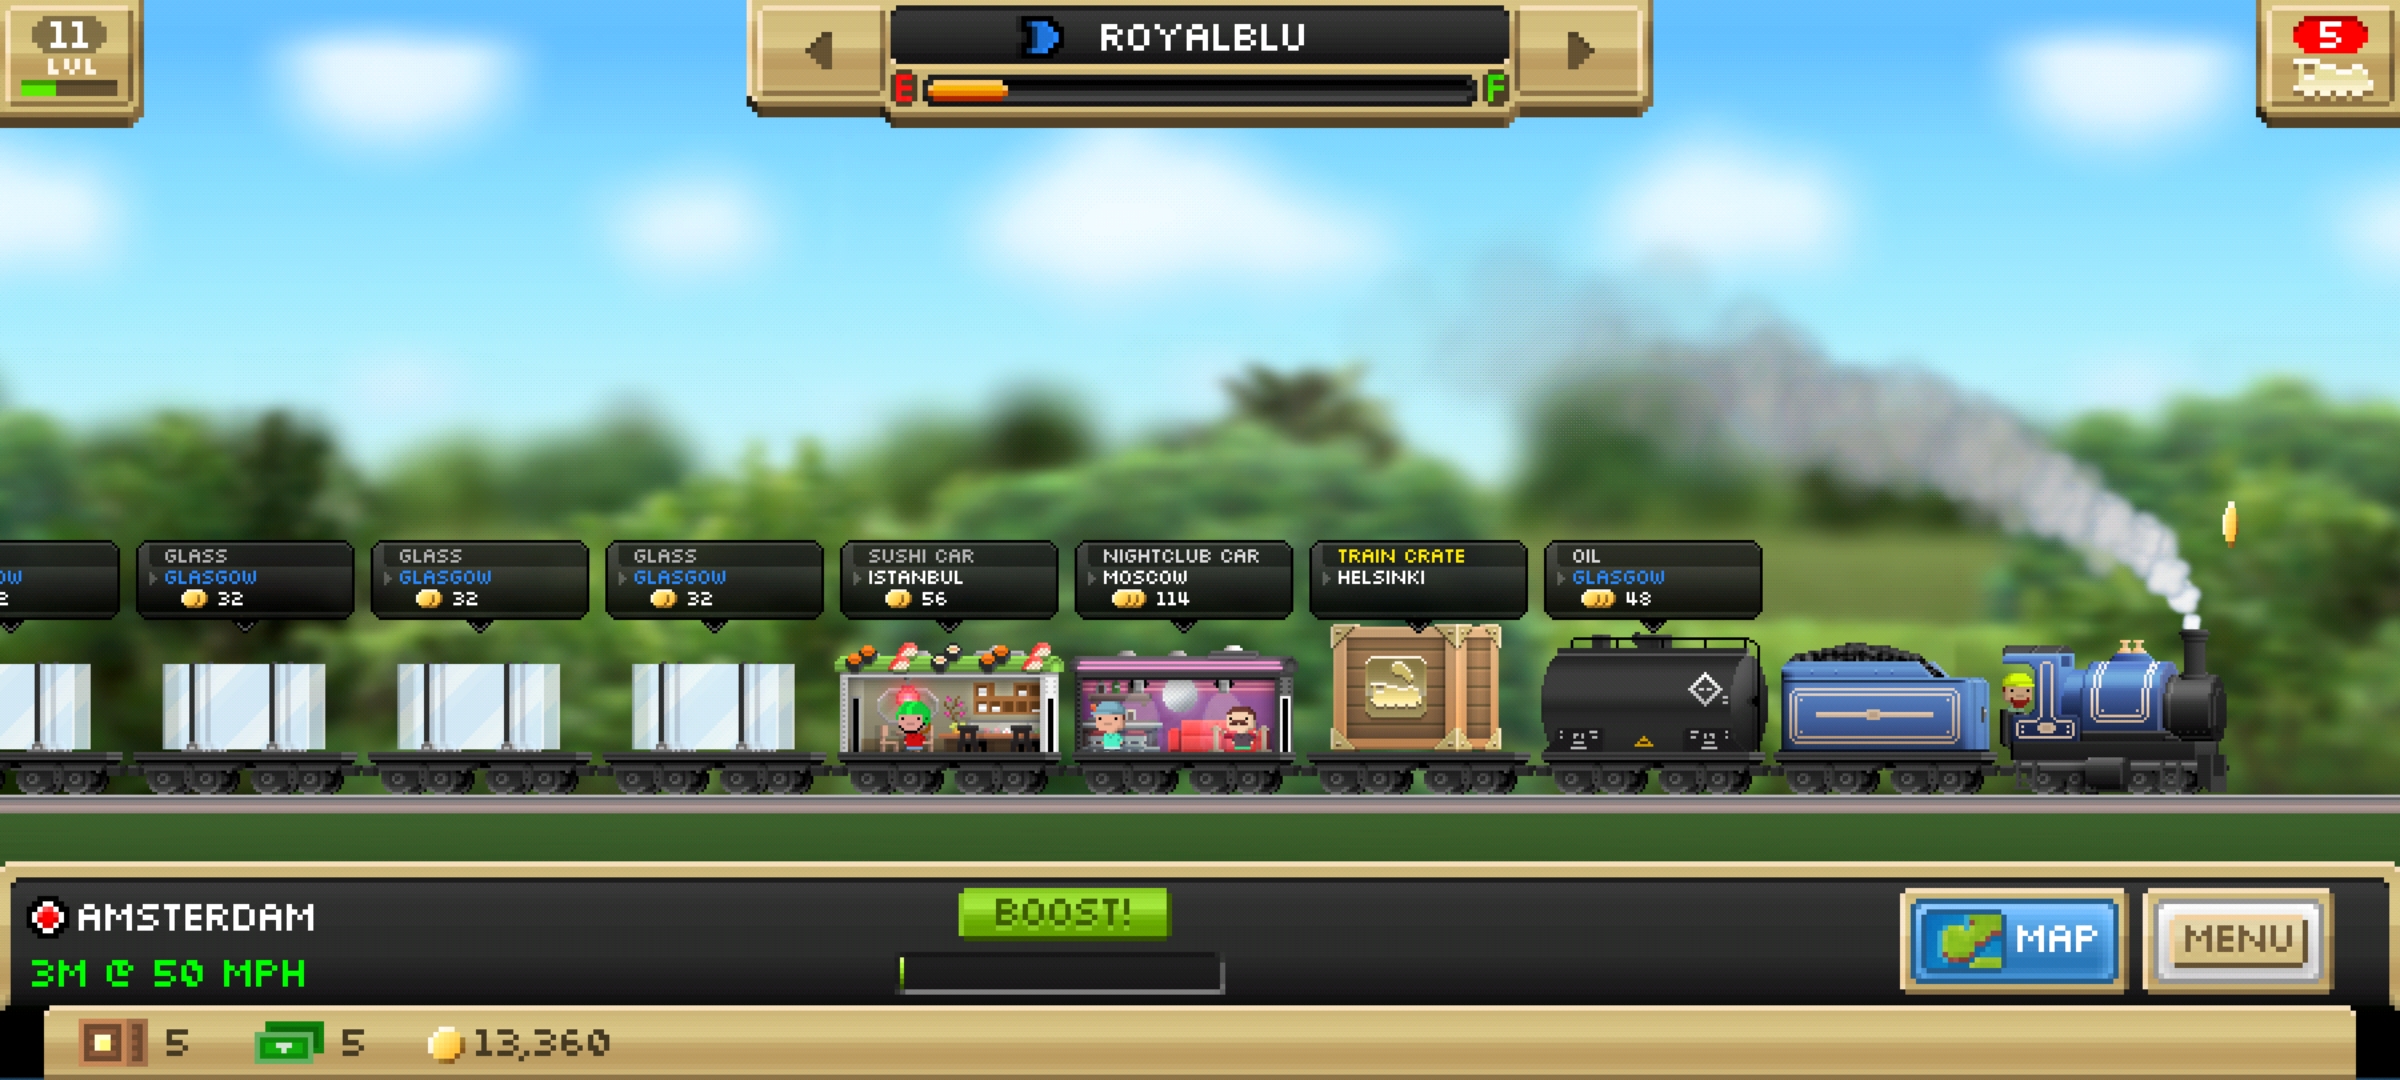 11
LVL
ROYALBLU
E
F
5
OW
2
GLASS
GLASGOW
32
GLASS
GLASGOW
32
GLASS
GLASGOW
32
SUSHI CAR
ISTANBUL
56
NIGHTCLUB CAR
MOSCOW
114
TRAIN CRATE
HELSINKI
OIL
GLASGOW
48
AMSTERDAM
3M @ 50 MPH
BOOST!
MAP
MENU
5
5
13,360